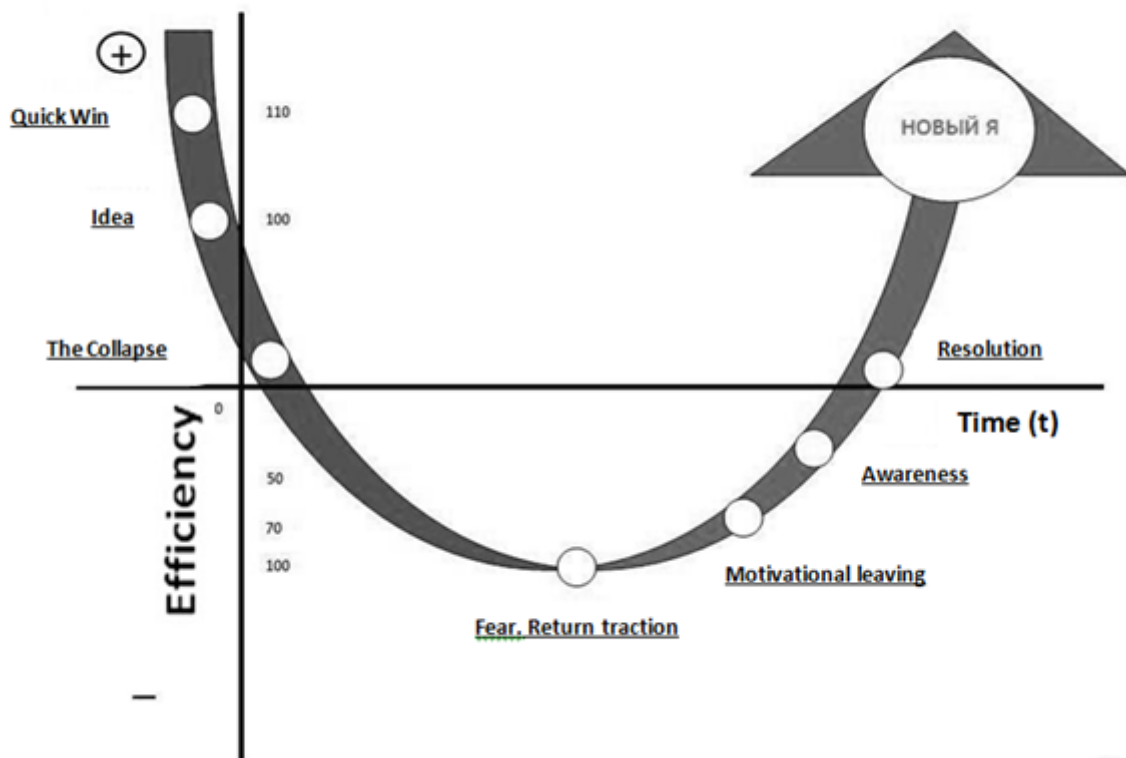 +
Quick Win
110
НОВЫЙ Я
Idea
100
The Collapse
Resolution
0
Time (t)
Efficiency
50
Awareness
70
100
Motivational leaving
Fear. Return traction
−